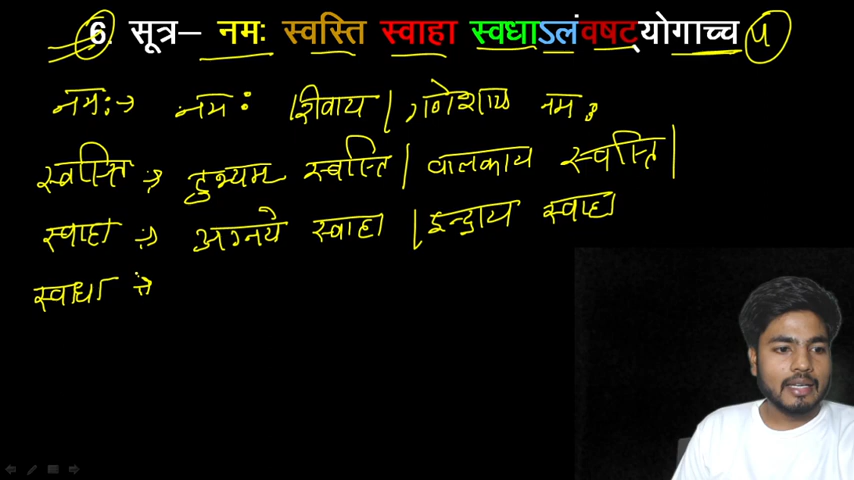 6. सूत्र– नमः स्वस्ति स्वाहा स्वधाऽलंवषट्योगाच्च 4
नमः → नमः शिवाय | गणेशाय नमः
स्वस्ति → तुभ्यम स्वस्ति | बालकाय स्वस्ति |
स्वाहा → अग्नये स्वाहा | इन्द्राय स्वाहा
स्वधा →